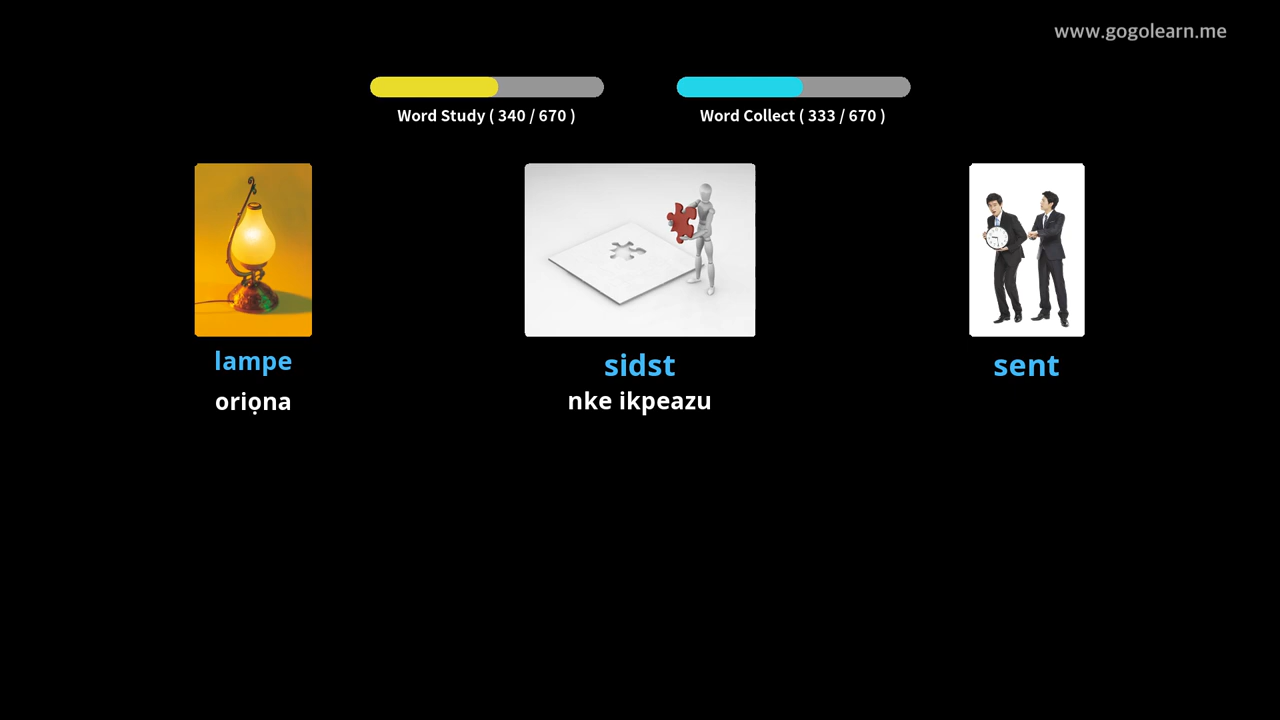 www.gogolearn.me
Word Study ( 340 / 670 )
Word Collect ( 333 / 670 )
lampe
oriọna
sidst
nke ikpeazu
sent